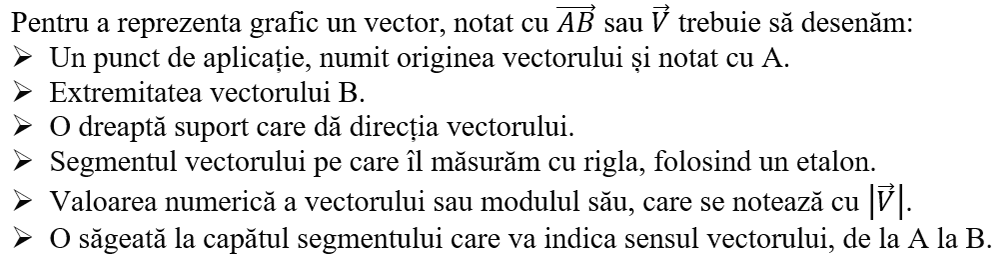 Pentru a reprezenta grafic un vector, notat cu \(\overrightarrow{AB}\) sau \(\vec{V}\) trebuie să desenăm:
➢ Un punct de aplicație, numit originea vectorului și notat cu A.
➢ Extremitatea vectorului B.
➢ O dreaptă suport care dă direcția vectorului.
➢ Segmentul vectorului pe care îl măsurăm cu rigla, folosind un etalon.
➢ Valoarea numerică a vectorului sau modulul său, care se notează cu \(|\vec{V}|\).
➢ O săgeată la capătul segmentului care va indica sensul vectorului, de la A la B.